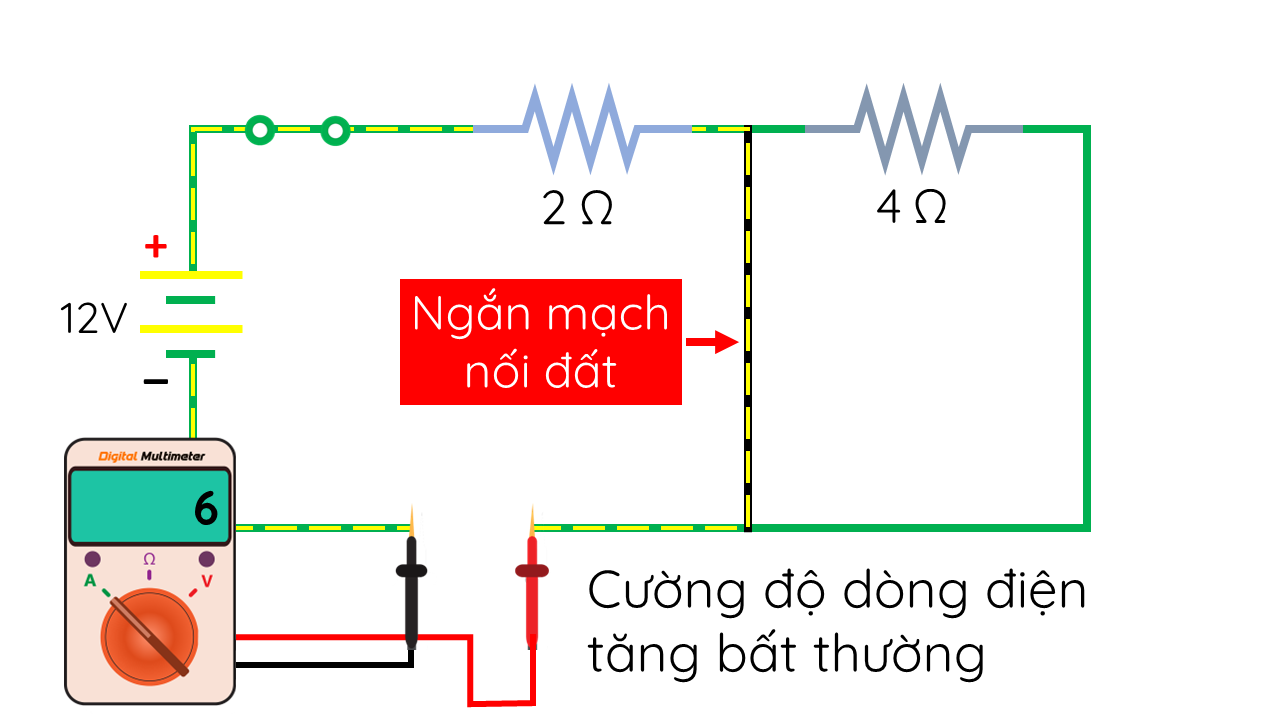 2 Ω
4 Ω
+
12V
−
Ngắn mạch
nối đất
Digital Multimeter
6
Ω
A
V
Cường độ dòng điện
tăng bất thường